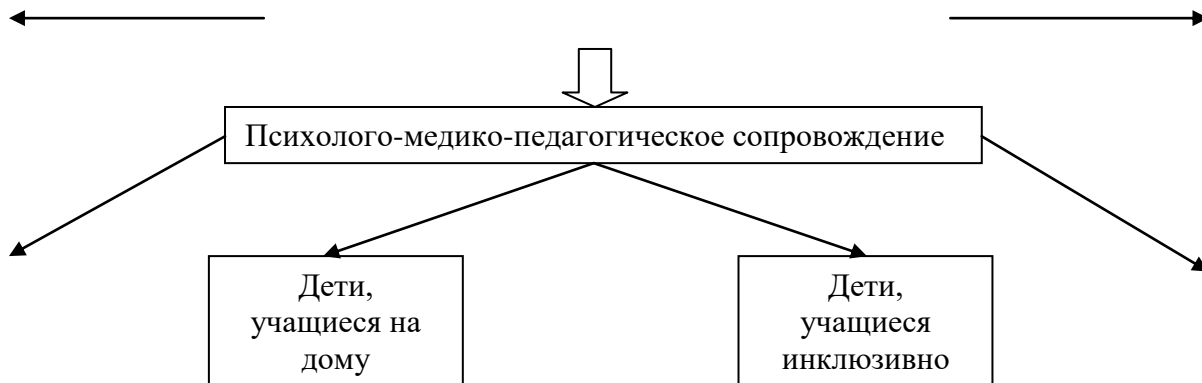 Психолого-медико-педагогическое сопровождение
Дети,
учащиеся на
дому
Дети,
учащиеся
инклюзивно